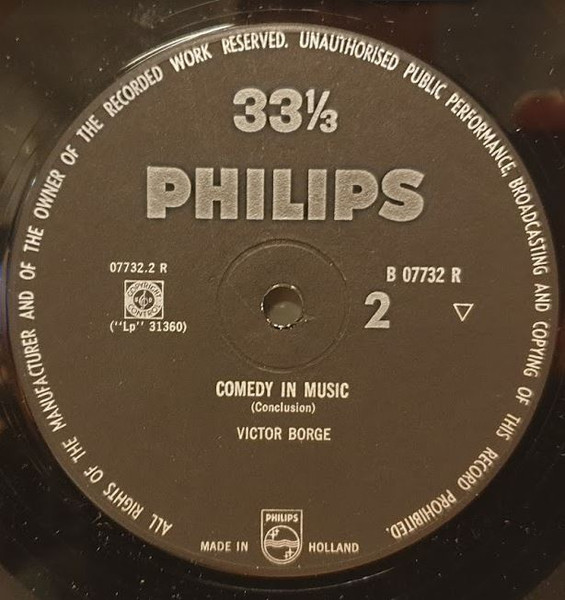 ALL RIGHTS OF THE MANUFACTURER AND OF THE OWNER OF THE RECORDED WORK RESERVED. UNAUTHORISED PUBLIC PERFORMANCE, BROADCASTING AND COPYING OF THIS RECORD PROHIBITED.
33⅓
PHILIPS
07732.2 R
B 07732 R
COPYRIGHT
CONTROL
2
("Lp" 31360)
COMEDY IN MUSIC
(Conclusion)
VICTOR BORGE
PHILIPS
MADE IN HOLLAND